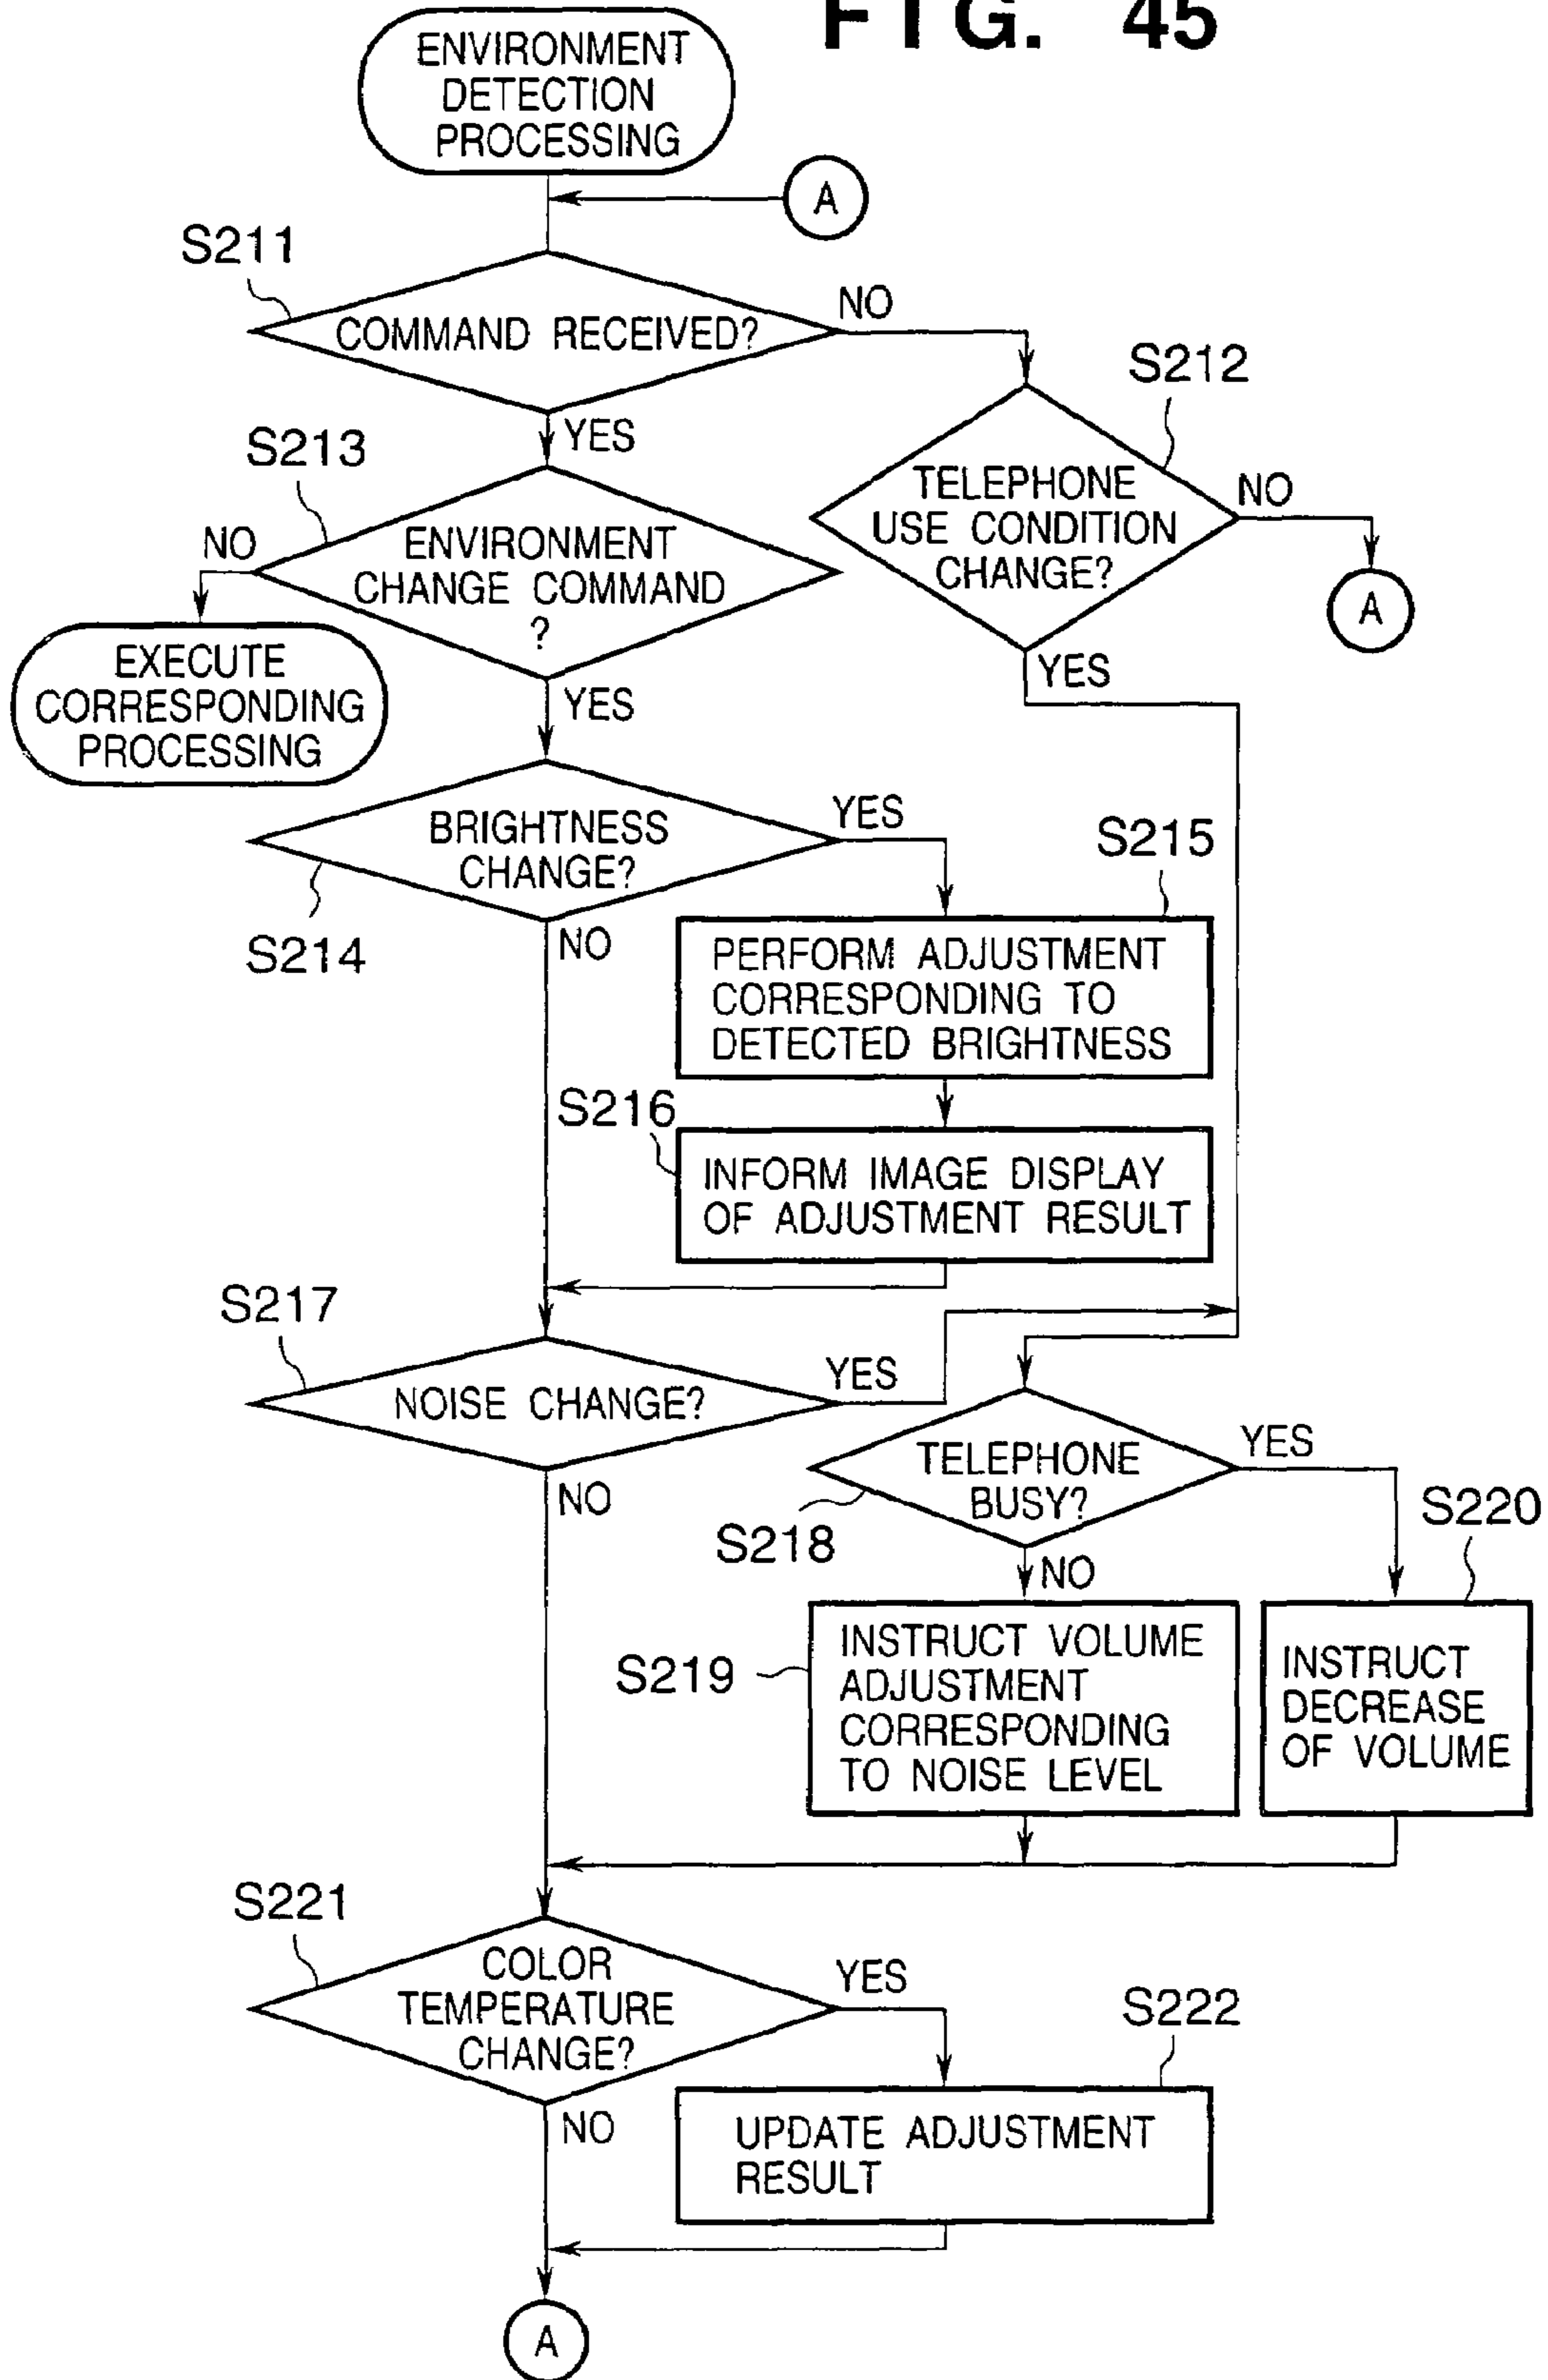 FIG. 45
ENVIRONMENT
DETECTION
PROCESSING
A
S211
COMMAND RECEIVED?
NO
YES
S212
TELEPHONE
USE CONDITION
CHANGE?
NO
A
YES
S213
ENVIRONMENT
CHANGE COMMAND
?
NO
EXECUTE
CORRESPONDING
PROCESSING
YES
BRIGHTNESS
CHANGE?
S214
YES
NO
S215
PERFORM ADJUSTMENT
CORRESPONDING TO
DETECTED BRIGHTNESS
S216
INFORM IMAGE DISPLAY
OF ADJUSTMENT RESULT
S217
NOISE CHANGE?
YES
NO
TELEPHONE
BUSY?
S218
YES
NO
S219
INSTRUCT VOLUME
ADJUSTMENT
CORRESPONDING
TO NOISE LEVEL
S220
INSTRUCT
DECREASE
OF VOLUME
S221
COLOR
TEMPERATURE
CHANGE?
YES
NO
S222
UPDATE ADJUSTMENT
RESULT
A